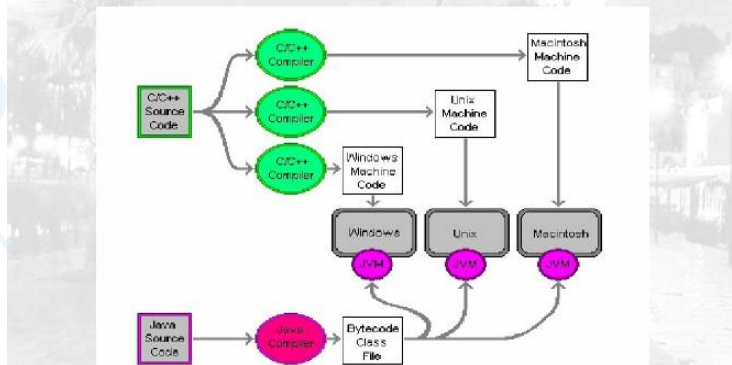 C/C++
Compiler
Macintosh
Machine
Code
C/C++
Source
Code
C/C++
Compiler
Unix
Machine
Code
C/C++
Compiler
Windows
Machine
Code
Windows
Unix
Macintosh
JVM
JVM
JVM
Java
Source
Code
Java
Compiler
Bytecode
Class
File